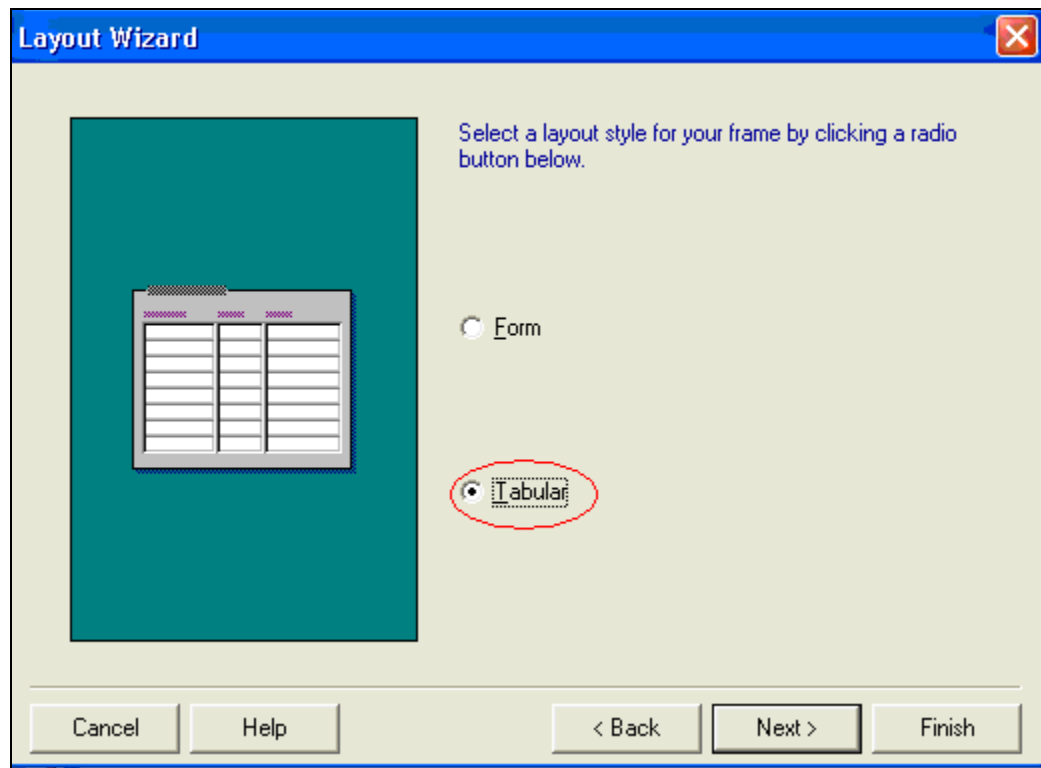 Layout Wizard
Select a layout style for your frame by clicking a radio
button below.
Form
Tabular
Cancel Help < Back Next > Finish